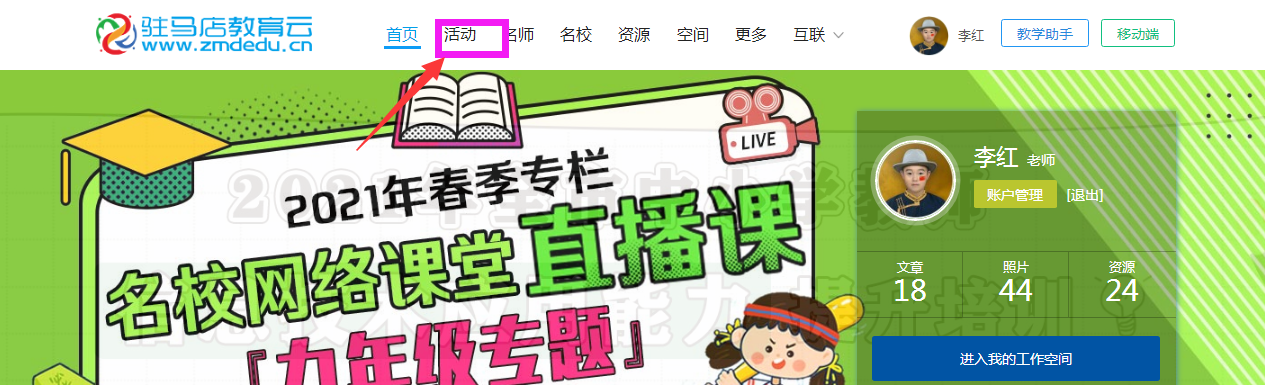 驻马店教育云
www.zmdedu.cn
首页 活动 名师 名校 资源 空间 更多 互联
李红 教学助手 移动端
LIVE
2021年春季专栏
名校网络课堂直播课
『九年级专题』
李红 老师
账户管理 [退出]
文章 照片 资源
18 44 24
进入我的工作空间